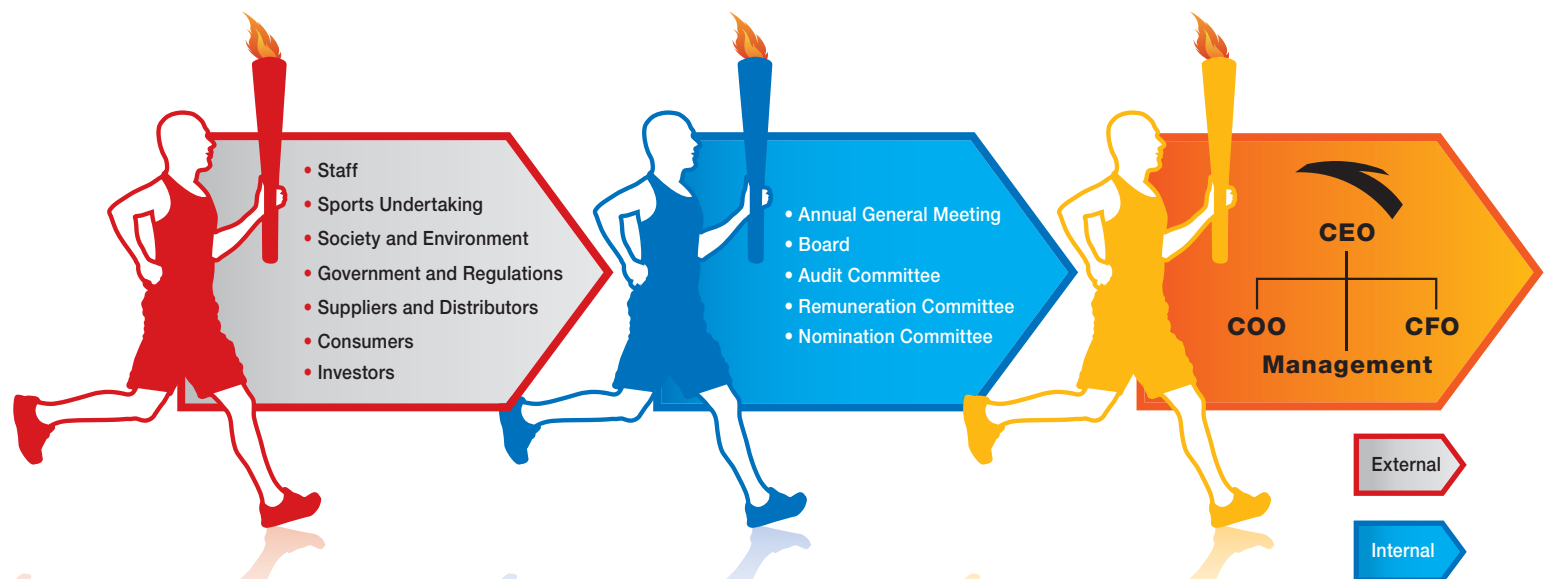 • Staff
• Sports Undertaking
• Society and Environment
• Government and Regulations
• Suppliers and Distributors
• Consumers
• Investors
• Annual General Meeting
• Board
• Audit Committee
• Remuneration Committee
• Nomination Committee
CEO
COO CFO
Management
External
Internal